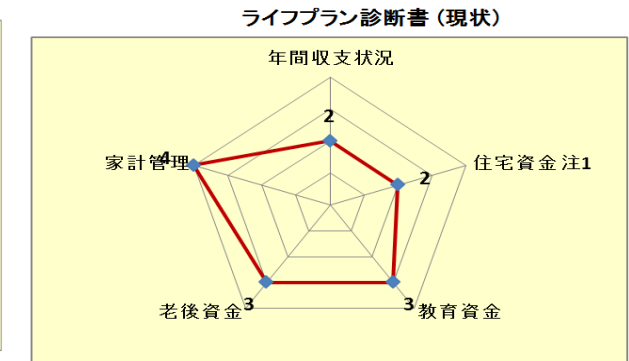 ライフプラン診断書（現状）
年間収支状況
2
家計管理
4
住宅資金注1
2
老後資金
3
3
教育資金